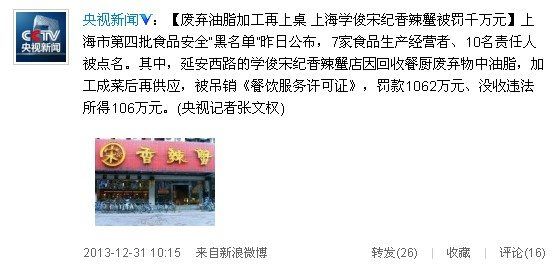 央视新闻：【废弃油脂加工再上桌 上海学俊宋纪香辣蟹被罚千万元】上
海市第四批食品安全"黑名单"昨日公布，7家食品生产经营者、10名责任人
被点名。其中，延安西路的学俊宋纪香辣蟹店因回收餐厨废弃物中油脂，加
工成菜后再供应，被吊销《餐饮服务许可证》，罚款1062万元、没收违法
所得106万元。(央视记者张文权)
CCTV
央视新闻
宋 香辣蟹
2013-12-31 10:15 来自新浪微博 转发(26) | 收藏 | 评论(16)